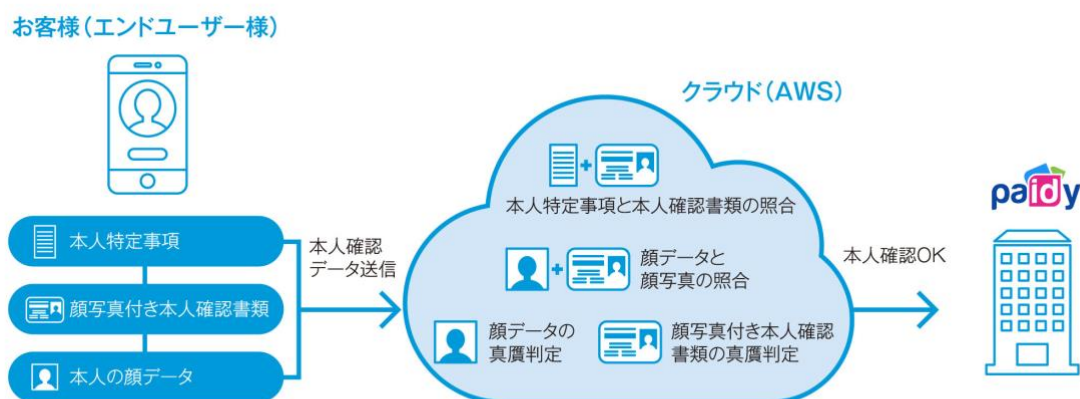 お客様（エンドユーザー様）
本人特定事項
顔写真付き本人確認書類
本人の顔データ
本人確認
データ送信
クラウド（AWS）
本人特定事項と本人確認書類の照合
顔データと
顔写真の照合
顔データの
真贋判定
顔写真付き本人確認
書類の真贋判定
本人確認OK
paidy